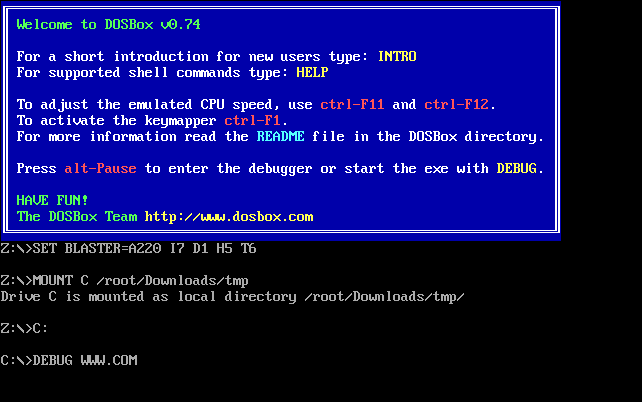 Welcome to DOSBox v0.74
For a short introduction for new users type: INTRO
For supported shell commands type: HELP
To adjust the emulated CPU speed, use ctrl-F11 and ctrl-F12.
To activate the keymapper ctrl-F1.
For more information read the README file in the DOSBox directory.
Press alt-Pause to enter the debugger or start the exe with DEBUG.
HAVE FUN!
The DOSBox Team http://www.dosbox.com
Z:\>SET BLASTER=A220 I7 D1 H5 T6
Z:\>MOUNT C /root/Downloads/tmp
Drive C is mounted as local directory /root/Downloads/tmp/
Z:\>C:
C:\>DEBUG WWW.COM